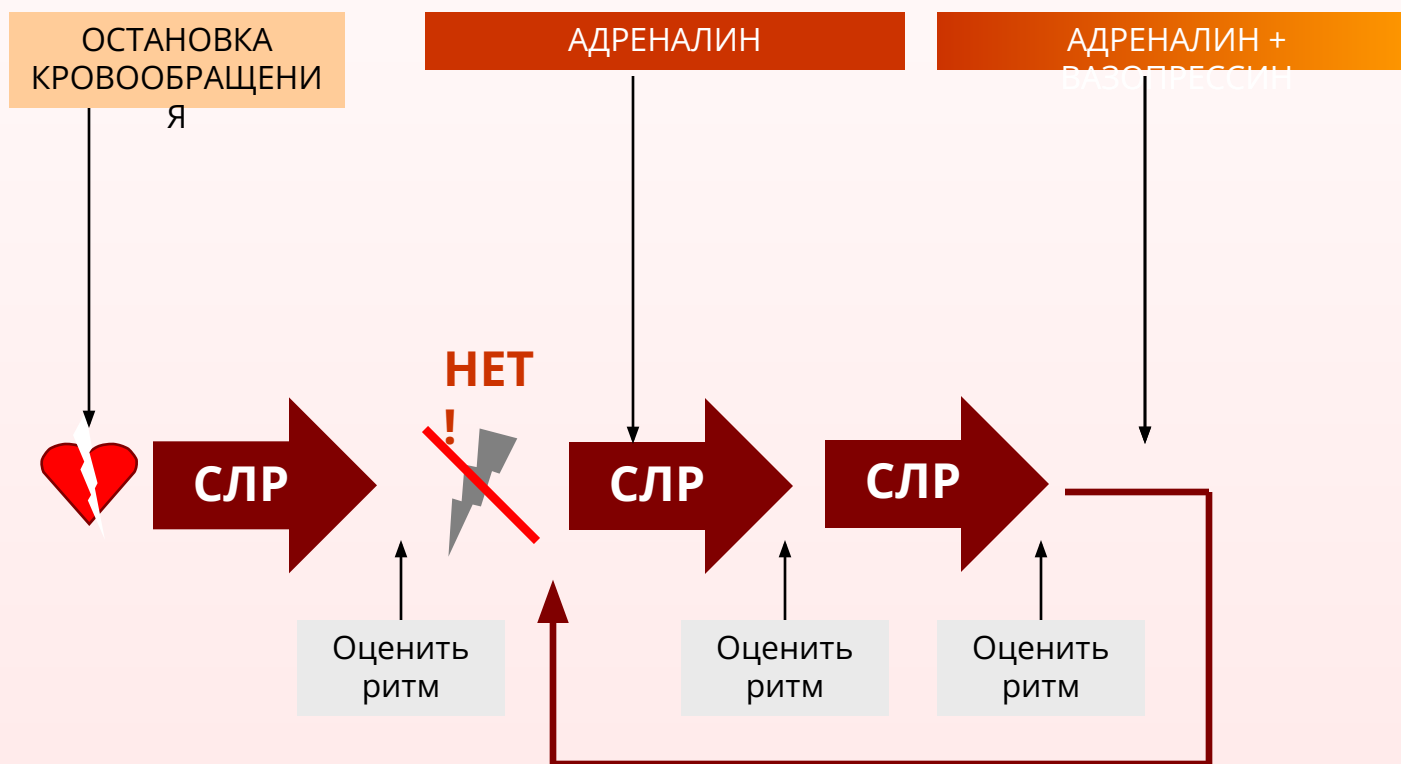 ОСТАНОВКА
КРОВООБРАЩЕНИ
Я
АДРЕНАЛИН
АДРЕНАЛИН +
ВАЗОПРЕССИН
НЕТ
!
СЛР
СЛР
СЛР
Оценить
ритм
Оценить
ритм
Оценить
ритм